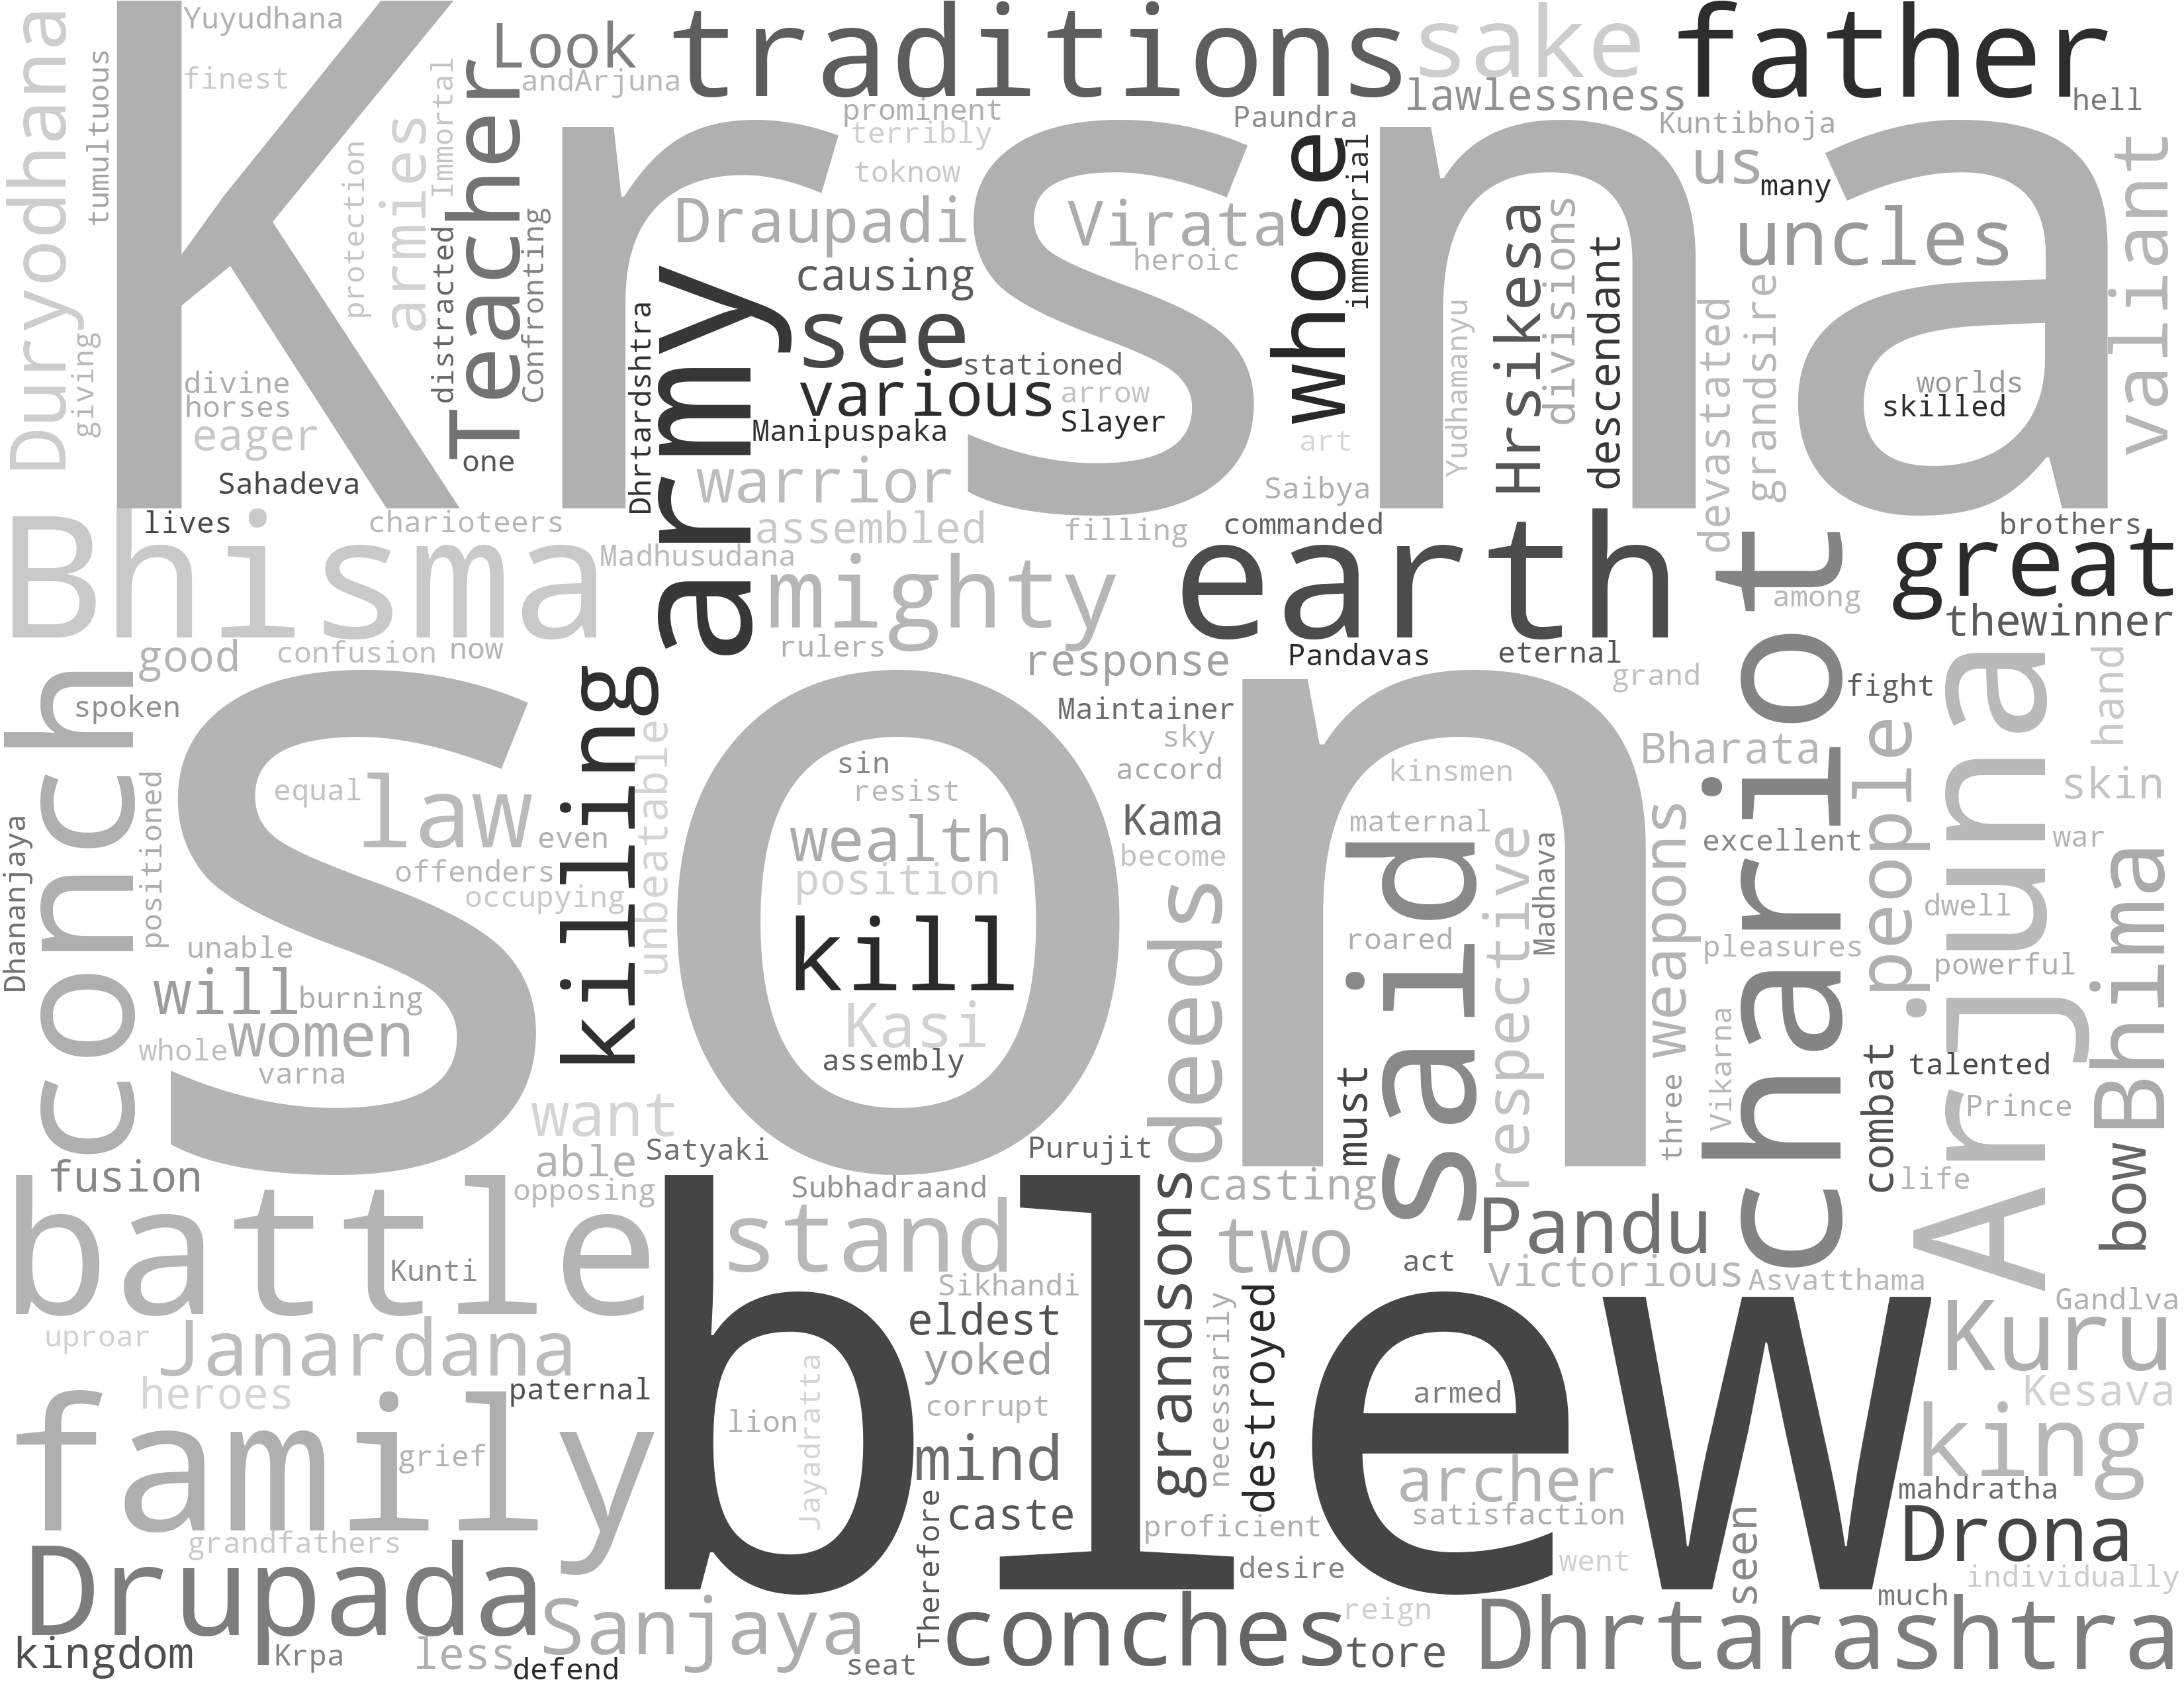 Krsna
son
blew
Duryodhana
tumultuous
Yuyudhana
finest
protection
armies
Immortal
Teacher
distracted
Confronting
Look
andArjuna
traditions
prominent
terribly
toknow
sake
lawlessness
father
hell
Paundra
Kuntibhoja
us
many
uncles
valiant
Draupadi
Virata
heroic
causing
see
stationed
various
arrow
Slayer
Manipuspaka
whose
immemorial
art
Yudhamanyu
Hrsikesa
divisions
descendant
devastated
grandsire
worlds
skilled
giving
divine
horses
eager
one
Sahadeva
Dhrtardshtra
army
warrior
Saibya
lives
charioteers
assembled
filling
commanded
brothers
Bhisma
Madhusudana
mighty
earth
great
among
thewinner
good
confusion
now
rulers
response
Pandavas
eternal
grand
chariot
fight
hand
conch
spoken
killing
unbeatable
Maintainer
sky
accord
kinsmen
Bharata
people
Arjuna
skin
sin
resist
equal
law
even
wealth
position
Kama
become
maternal
excellent
war
Dhananjaya
positioned
offenders
occupying
kill
deeds
said
respective
Madhava
weapons
dwell
Bhima
unable
roared
pleasures
powerful
will
burning
women
whole
varna
Kasi
assembly
must
three
Vikarna
combat
talented
Prince
want
able
Satyaki
Purujit
bow
fusion
opposing
Subhadraand
grandsons
casting
life
battle
stand
two
Pandu
act
victorious
Asvatthama
Kunti
Sikhandi
necessarily
destroyed
Gandlva
uproar
Janardana
eldest
yoked
Kuru
heroes
paternal
lion
Jayadratta
corrupt
armed
Kesava
family
grief
mind
archer
king
caste
satisfaction
mahdratha
grandfathers
Therefore
proficient
seen
Drona
Drupada
desire
went
individually
Sanjaya
conches
reign
much
Dhrtarashtra
kingdom
Krpa
less
defend
seat
tore